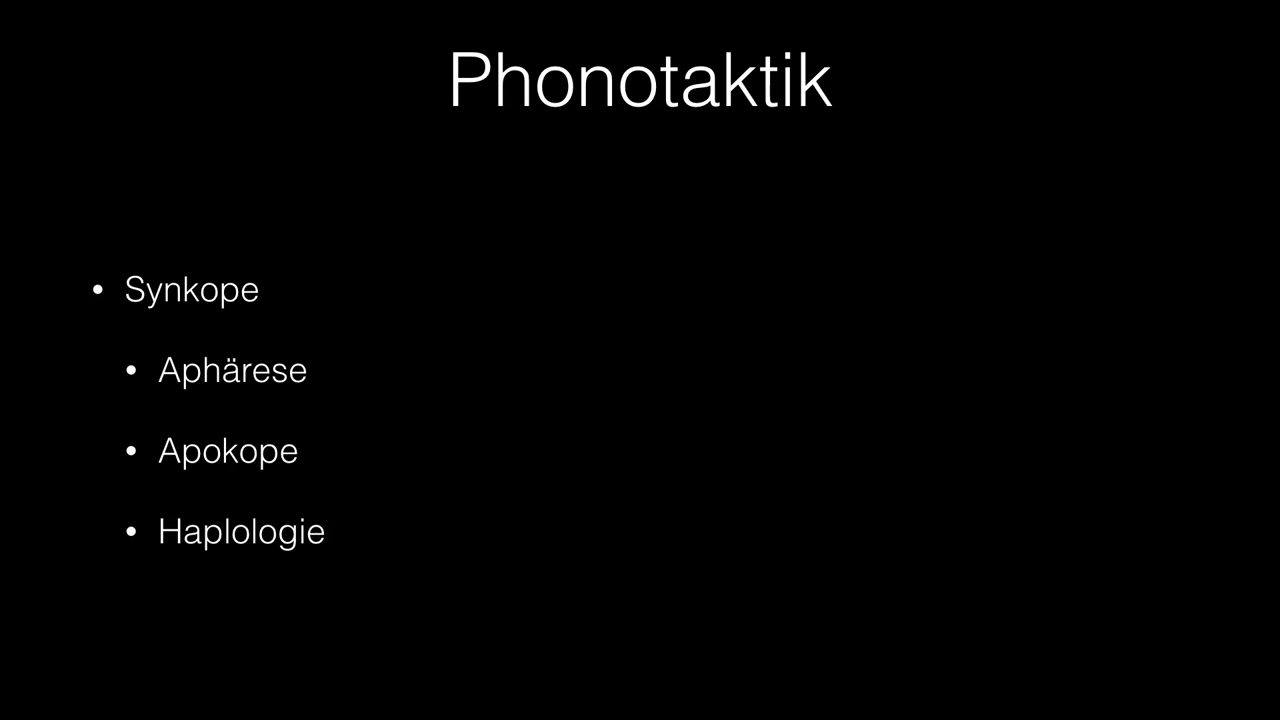 Phonotaktik
• Synkope
• Aphärese
• Apokope
• Haplologie